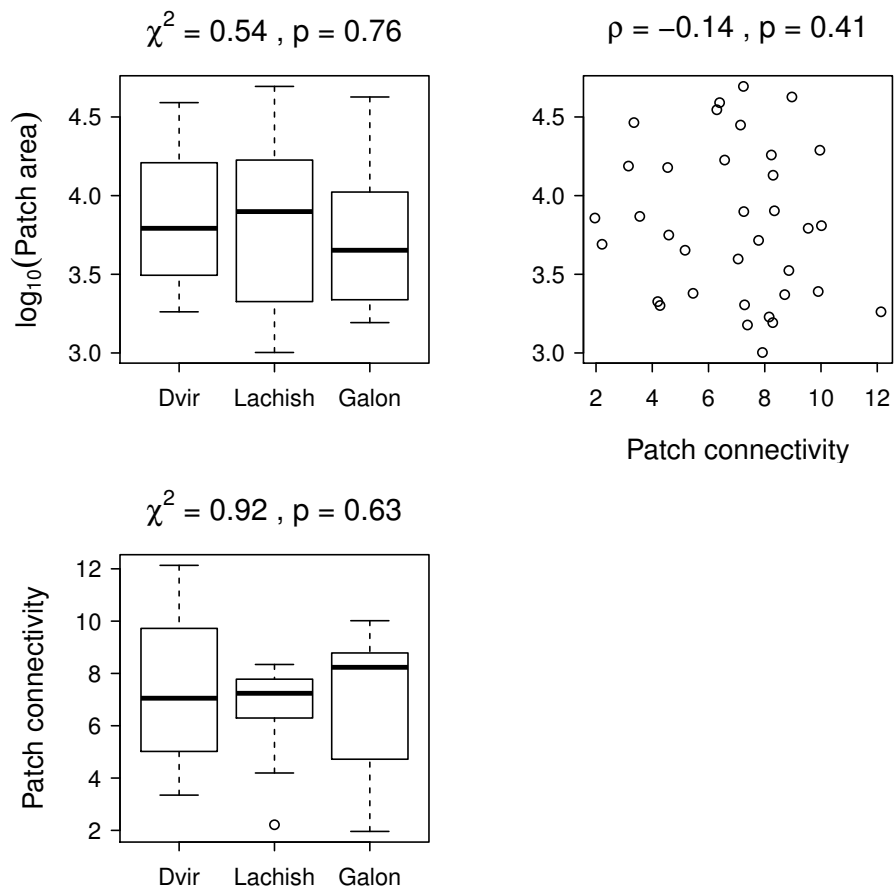 χ² = 0.54 , p = 0.76
log₁₀(Patch area)
4.5
4.0
3.5
3.0
Dvir Lachish Galon
ρ = −0.14 , p = 0.41
4.5
4.0
3.5
3.0
2 4 6 8 10 12
Patch connectivity
χ² = 0.92 , p = 0.63
Patch connectivity
12
10
8
6
4
2
Dvir Lachish Galon